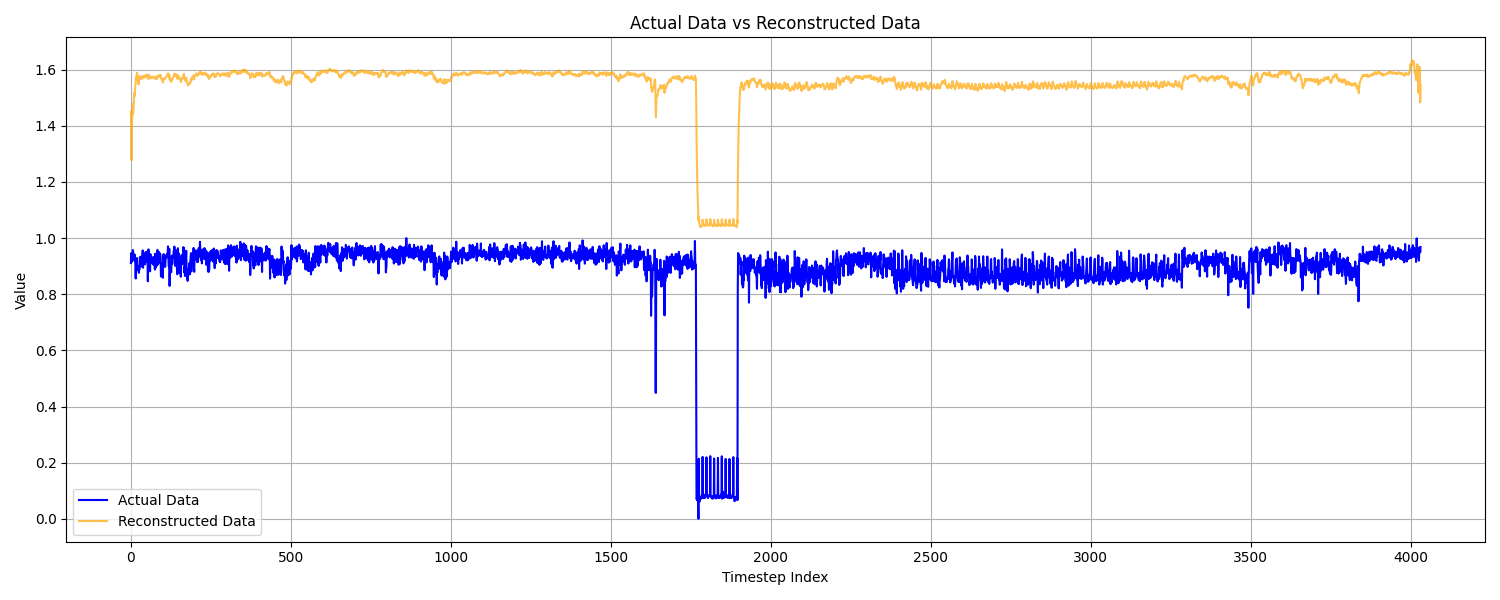 Actual Data vs Reconstructed Data
Value
1.6
1.4
1.2
1.0
0.8
0.6
0.4
0.2
0.0
Actual Data
Reconstructed Data
0 500 1000 1500 2000 2500 3000 3500 4000
Timestep Index